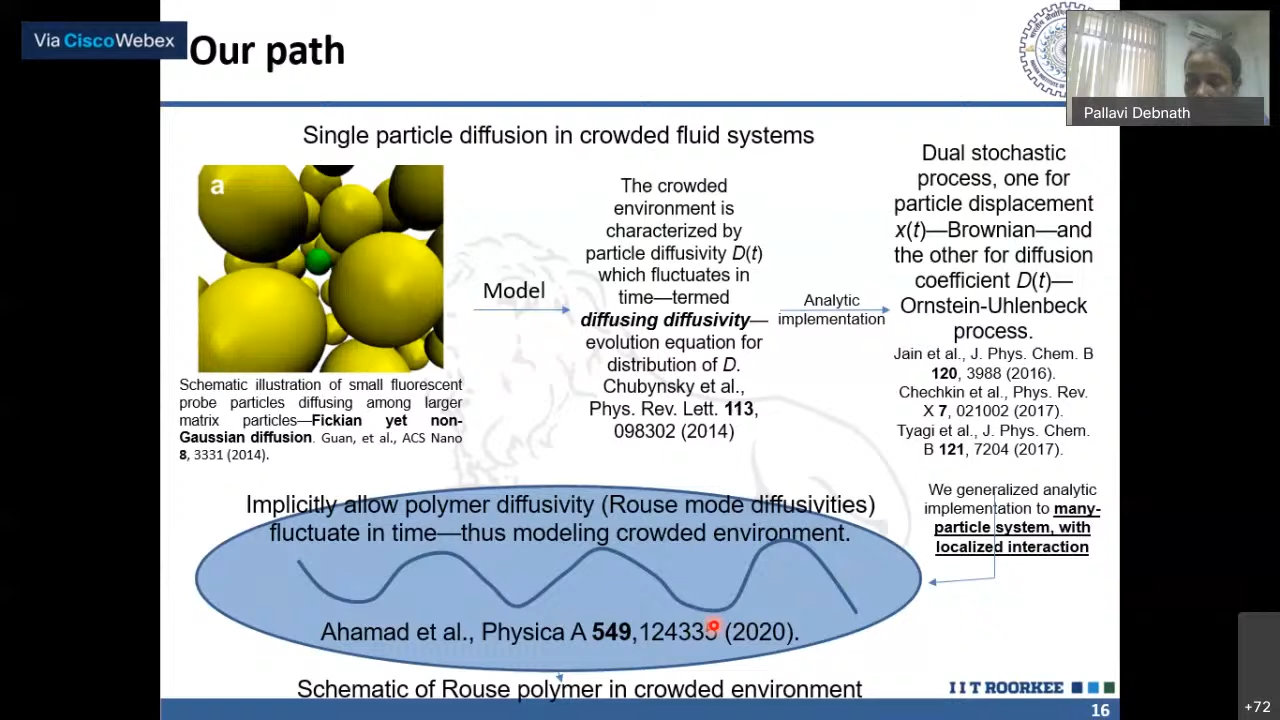 Via CiscoWebex
Our path
Pallavi Debnath
Single particle diffusion in crowded fluid systems
a
Schematic illustration of small fluorescent
probe particles diffusing among larger
matrix particles—Fickian yet non-
Gaussian diffusion. Guan, et al., ACS Nano
8, 3331 (2014).
Model
The crowded
environment is
characterized by
particle diffusivity D(t)
which fluctuates in
time—termed
diffusing diffusivity—
evolution equation for
distribution of D.
Chubynsky et al.,
Phys. Rev. Lett. 113,
098302 (2014)
Analytic
implementation
Dual stochastic
process, one for
particle displacement
x(t)—Brownian—and
the other for diffusion
coefficient D(t)—
Ornstein-Uhlenbeck
process.
Jain et al., J. Phys. Chem. B
120, 3988 (2016).
Chechkin et al., Phys. Rev.
X 7, 021002 (2017).
Tyagi et al., J. Phys. Chem.
B 121, 7204 (2017).
We generalized analytic
implementation to many-
particle system, with
localized interaction
Implicitly allow polymer diffusivity (Rouse mode diffusivities)
fluctuate in time—thus modeling crowded environment.
Ahamad et al., Physica A 549, (2020).
Schematic of Rouse polymer in crowded environment
IIT ROORKEE
16
+72